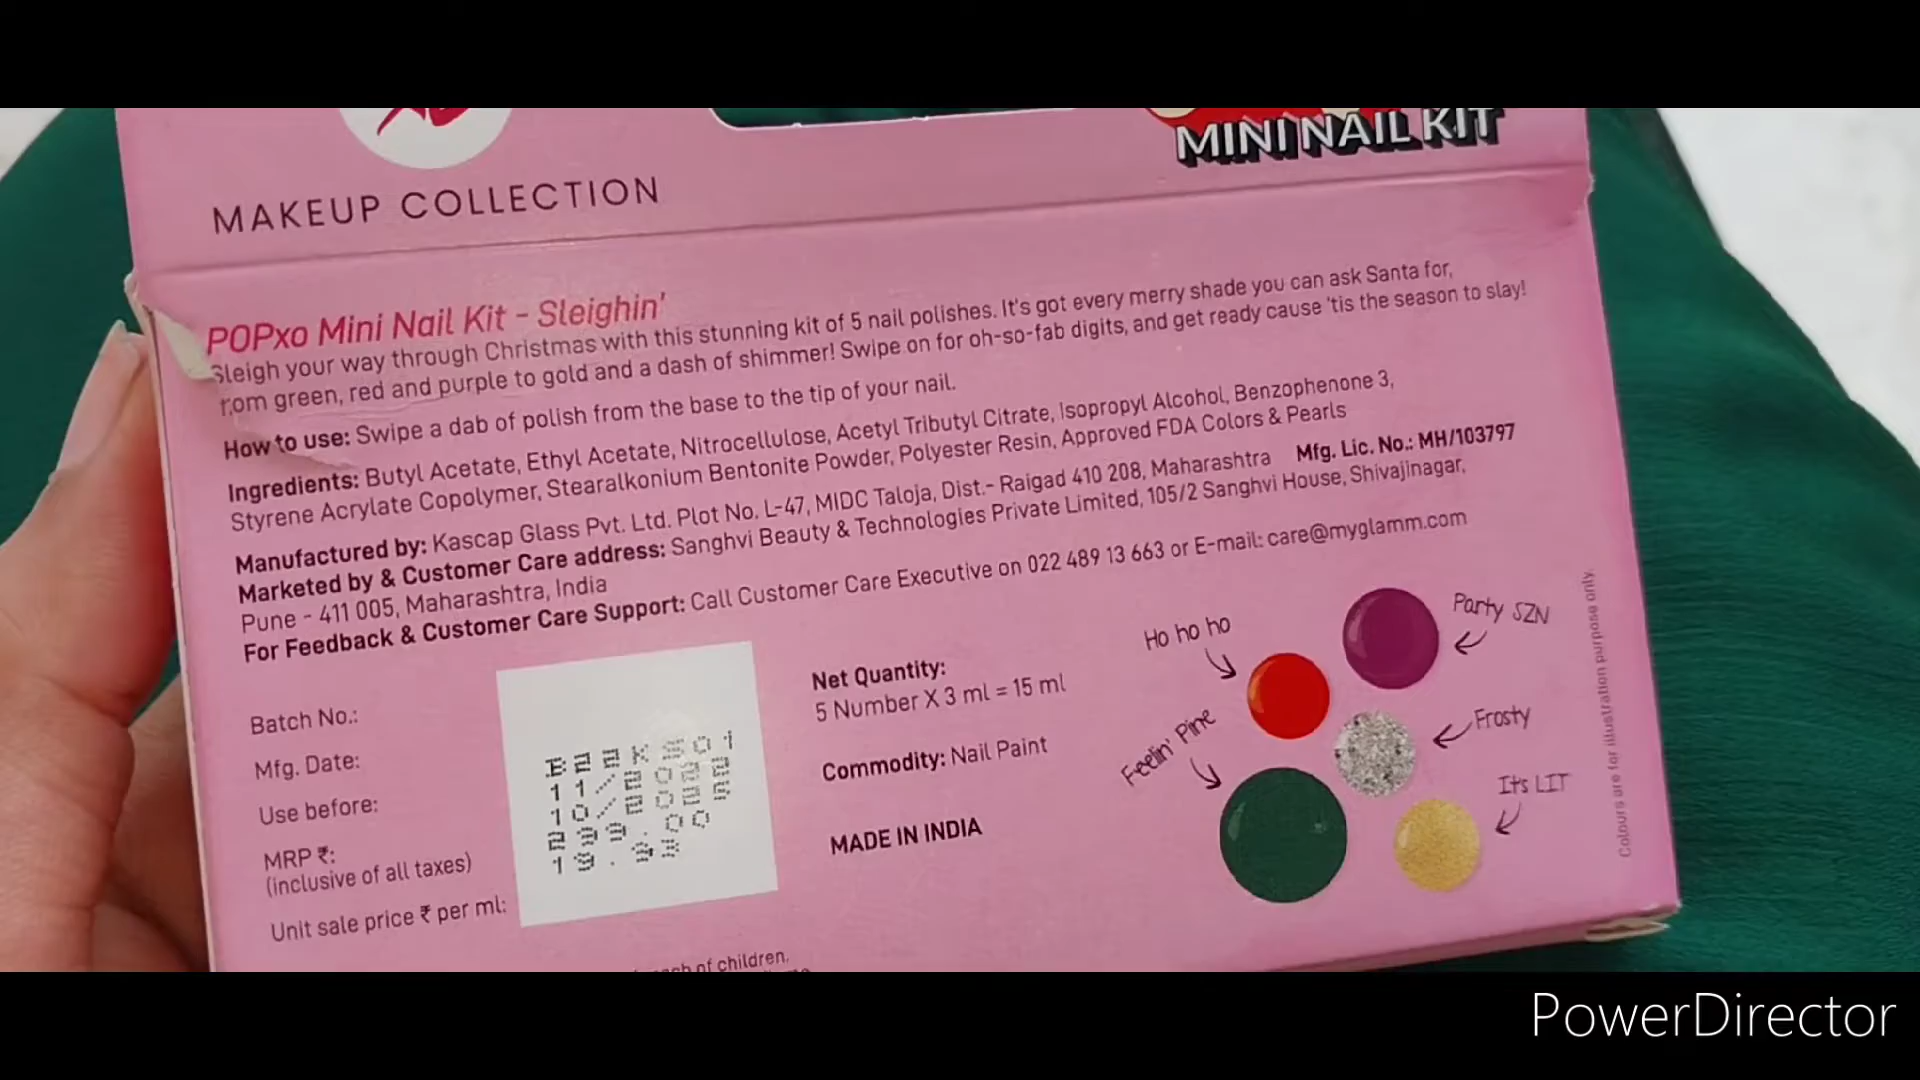 MINI NAIL KIT
MAKEUP COLLECTION
POPxo Mini Nail Kit - Sleighin'
Sleigh your way through Christmas with this stunning kit of 5 nail polishes. It's got every merry shade you can ask Santa for,
rom green, red and purple to gold and a dash of shimmer! Swipe on for oh-so-fab digits, and get ready cause 'tis the season to slay!
How to use: Swipe a dab of polish from the base to the tip of your nail.
Ingredients: Butyl Acetate, Ethyl Acetate, Nitrocellulose, Acetyl Tributyl Citrate, Isopropyl Alcohol, Benzophenone 3,
Styrene Acrylate Copolymer, Stearalkonium Bentonite Powder, Polyester Resin, Approved FDA Colors & Pearls
Manufactured by: Kascap Glass Pvt. Ltd. Plot No. L-47, MIDC Taloja, Dist.- Raigad 410 208, Maharashtra Mfg. Lic. No.: MH/103797
Marketed by & Customer Care address: Sanghvi Beauty & Technologies Private Limited, 105/2 Sanghvi House, Shivajinagar,
Pune - 411 005, Maharashtra, India
For Feedback & Customer Care Support: Call Customer Care Executive on 022 489 13 663 or E-mail: care@myglamm.com
Batch No.:
Mfg. Date:
Use before:
MRP ₹:
(inclusive of all taxes)
Unit sale price ₹ per ml:
B22KS01
Net Quantity:
5 Number X 3 ml = 15 ml
Commodity: Nail Paint
MADE IN INDIA
Ho ho ho
Party SZN
Feelin' Pine
Frosty
It's LIT
Colours are for illustration purpose only.
of children.
PowerDirector